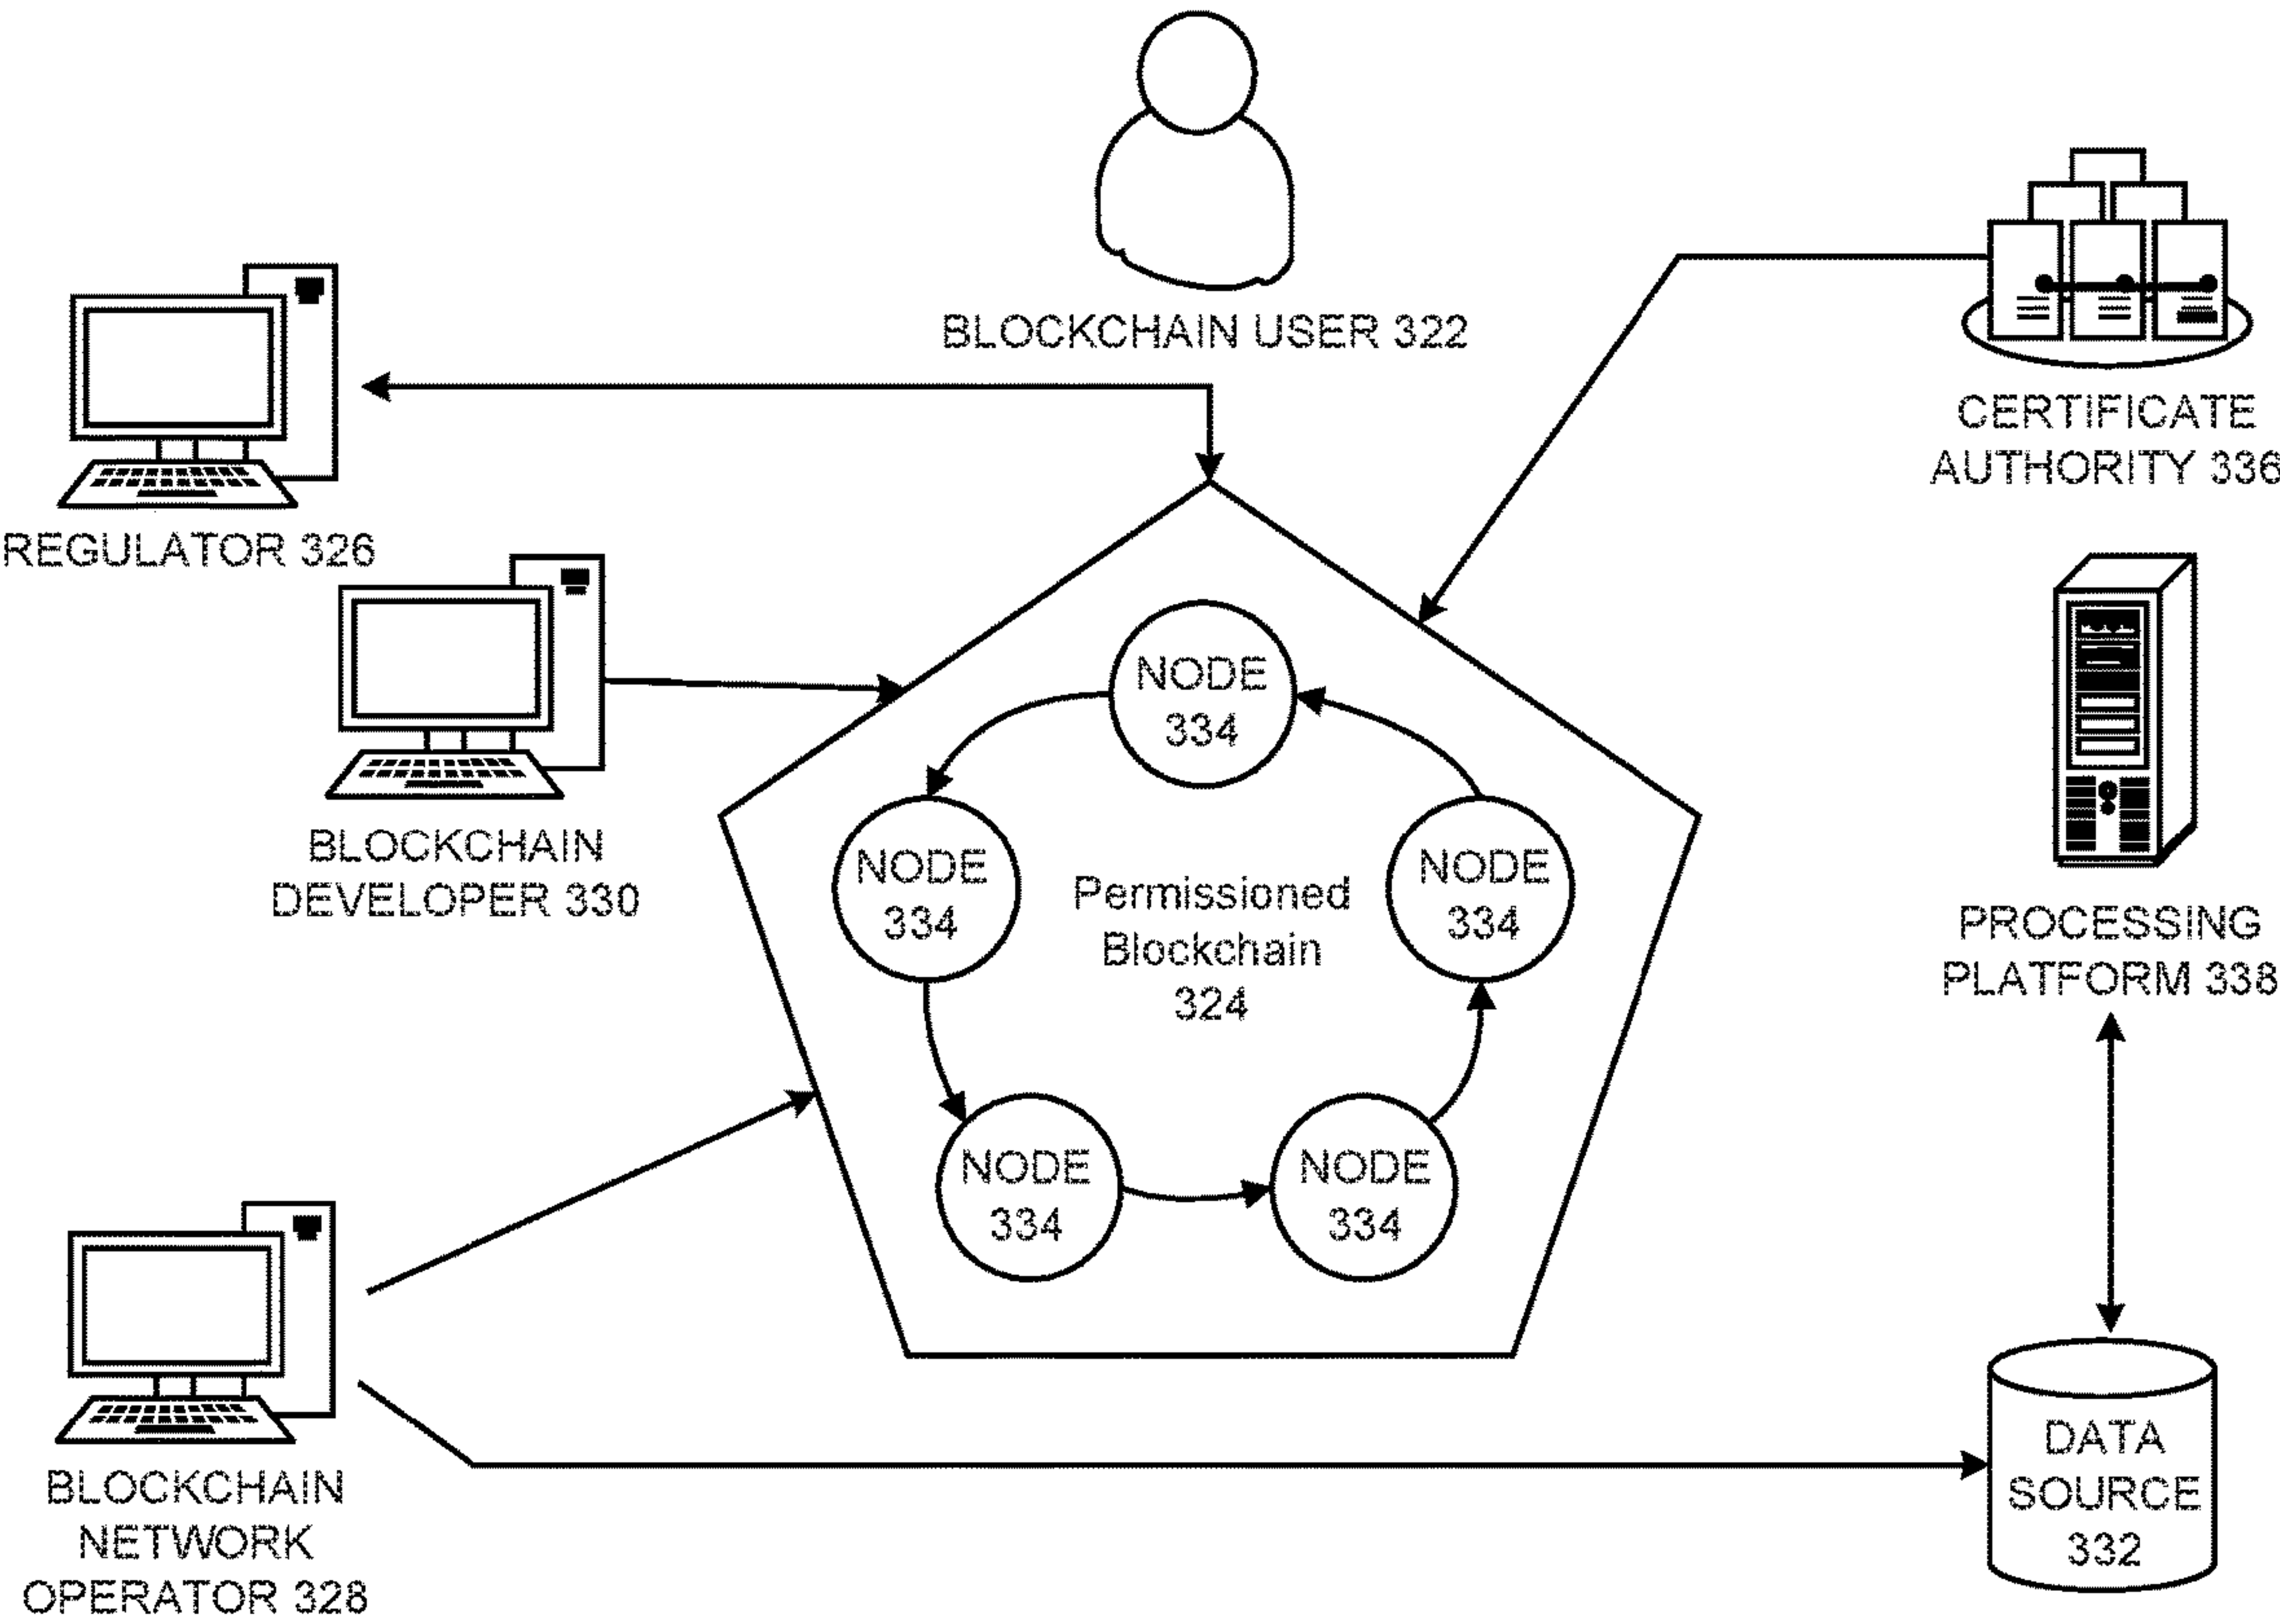 BLOCKCHAIN USER 322
CERTIFICATE
AUTHORITY 336
REGULATOR 326
BLOCKCHAIN
DEVELOPER 330
NODE
334
NODE
334
Permissioned
Blockchain
324
NODE
334
NODE
334
NODE
334
PROCESSING
PLATFORM 338
BLOCKCHAIN
NETWORK
OPERATOR 328
DATA
SOURCE
332